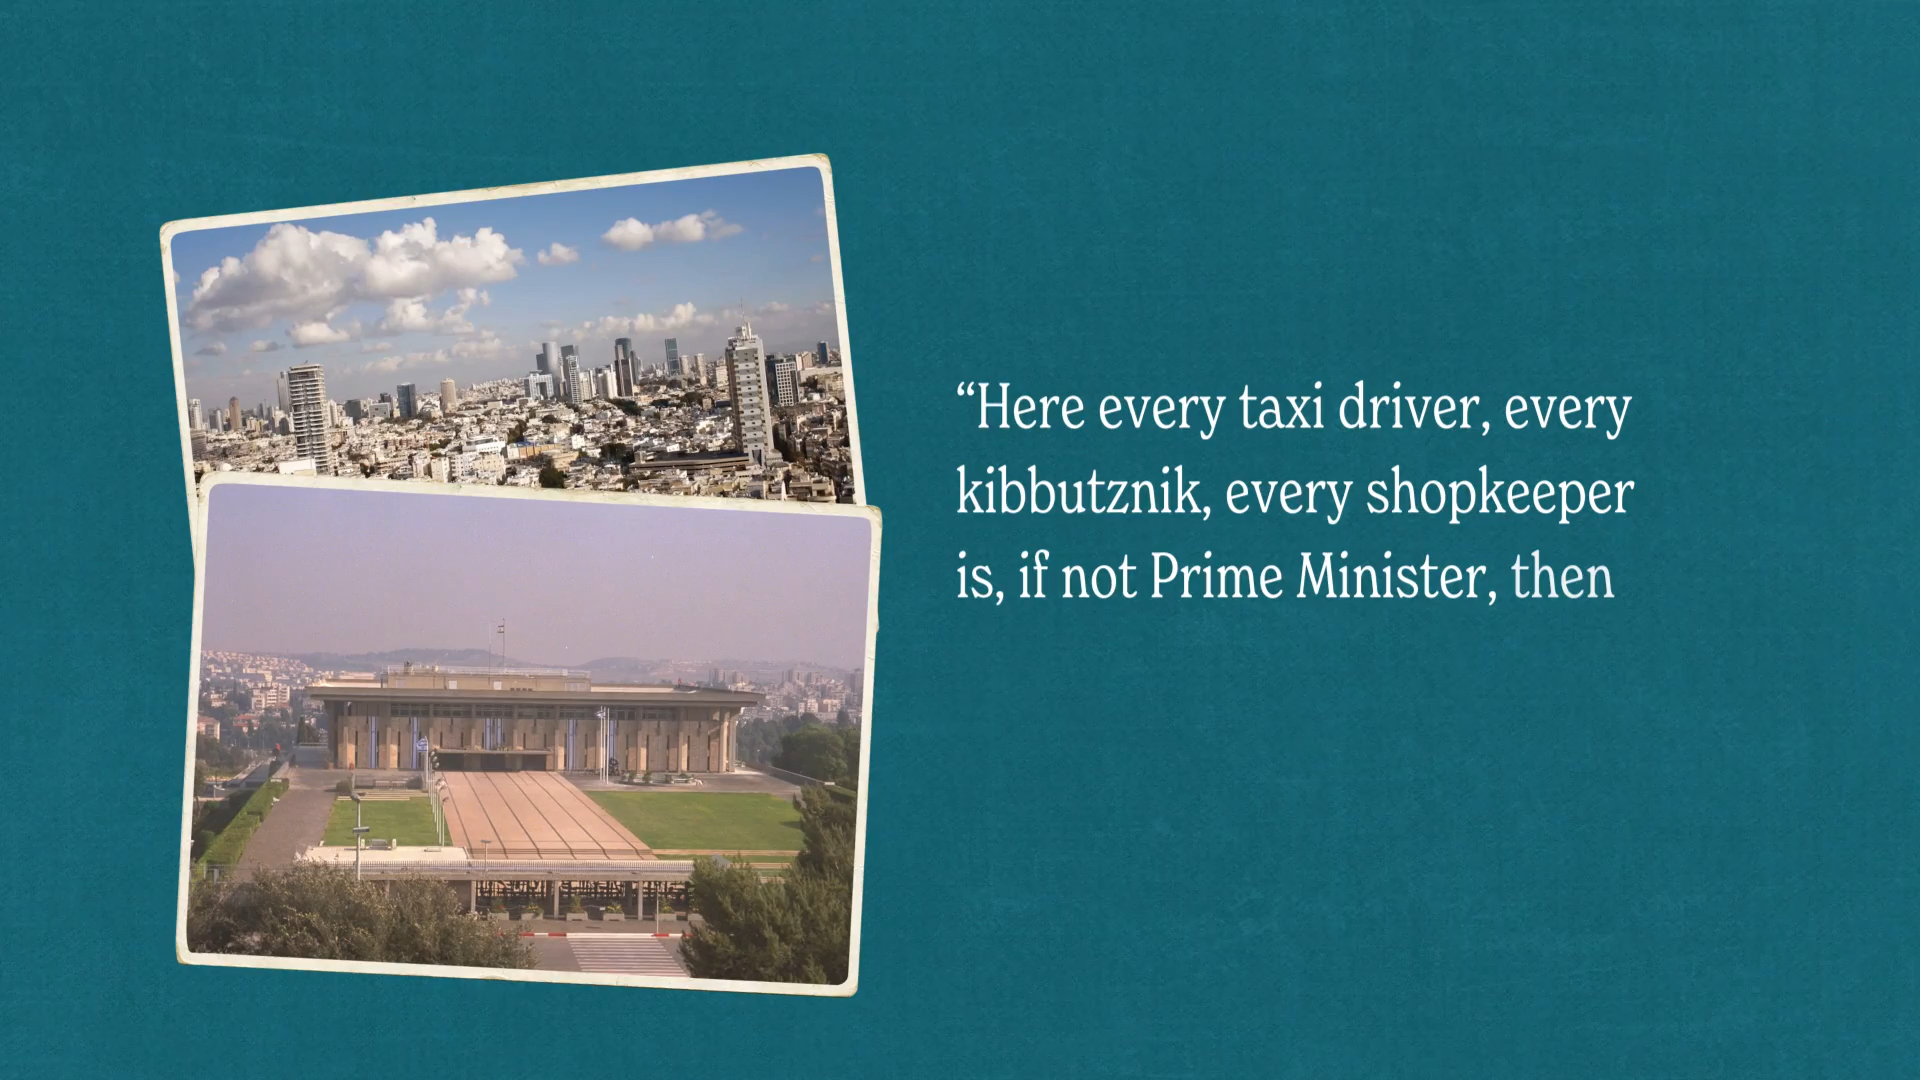 “Here every taxi driver, every
kibbutznik, every shopkeeper
is, if not Prime Minister, then